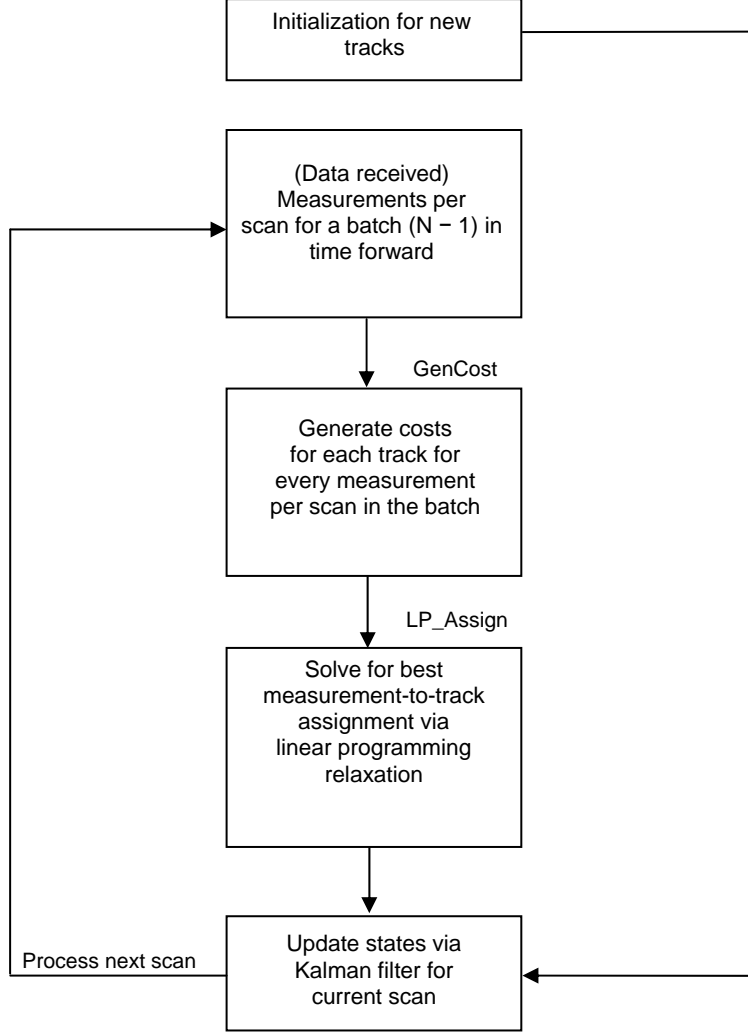 Initialization for new
tracks
(Data received)
Measurements per
scan for a batch (N − 1) in
time forward
GenCost
Generate costs
for each track for
every measurement
per scan in the batch
LP_Assign
Solve for best
measurement-to-track
assignment via
linear programming
relaxation
Process next scan
Update states via
Kalman filter for
current scan